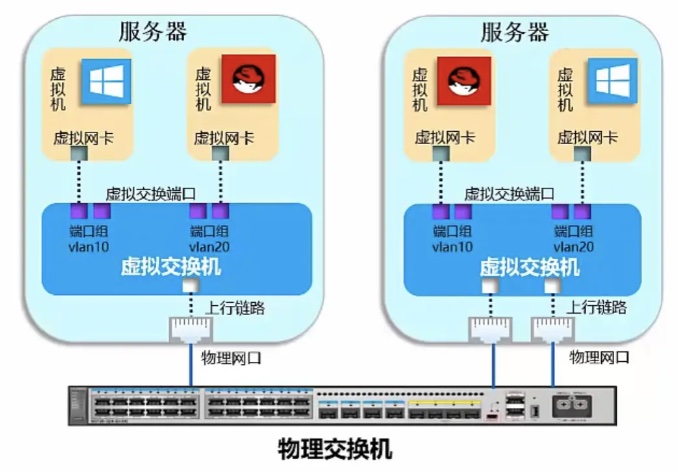 服务器
服务器
虚拟机
虚拟机
虚拟机
虚拟机
虚拟网卡
虚拟网卡
虚拟网卡
虚拟网卡
虚拟交换端口
虚拟交换端口
端口组
vlan10
端口组
vlan20
端口组
vlan10
端口组
vlan20
虚拟交换机
虚拟交换机
上行链路
上行链路
物理网口
物理网口
物理交换机